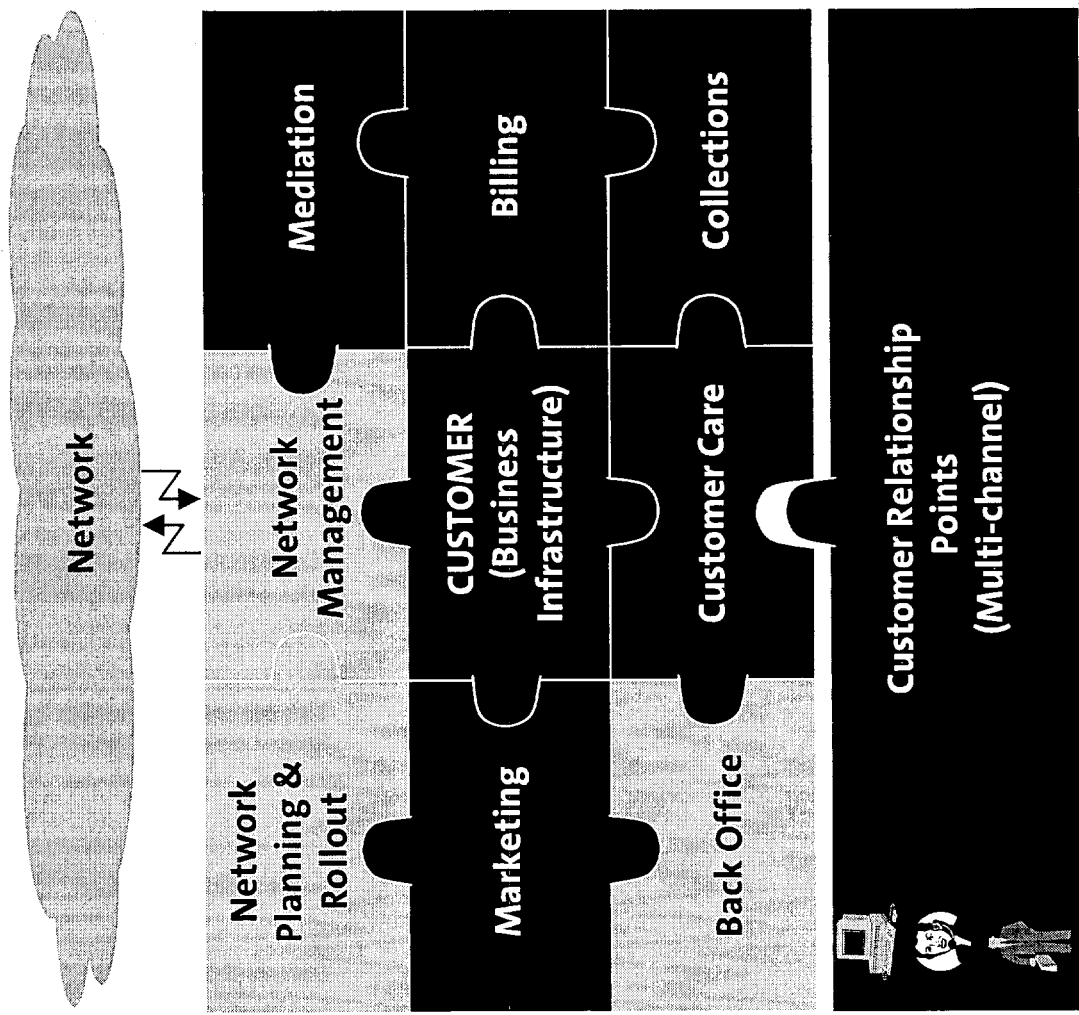 Network
Network
Planning &
Rollout
Network
Management
Mediation
Marketing
CUSTOMER
(Business
Infrastructure)
Billing
Back Office
Customer Care
Collections
Customer Relationship
Points
(Multi-channel)